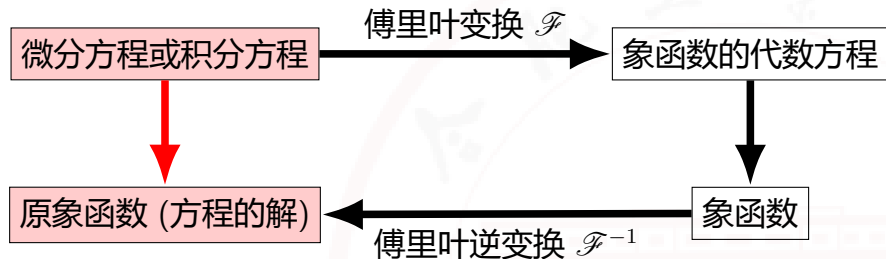 傅里叶变换 ℱ
微分方程或积分方程
象函数的代数方程
原象函数 (方程的解)
象函数
傅里叶逆变换 ℱ⁻¹